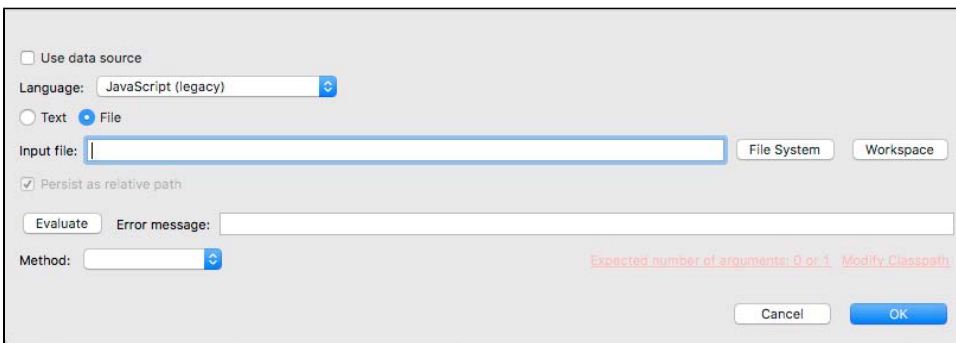 Use data source
Language: JavaScript (legacy)
Text File
Input file: File System Workspace
Persist as relative path
Evaluate Error message:
Method: Expected number of arguments: 0 or 1 Modify Classpath
Cancel OK